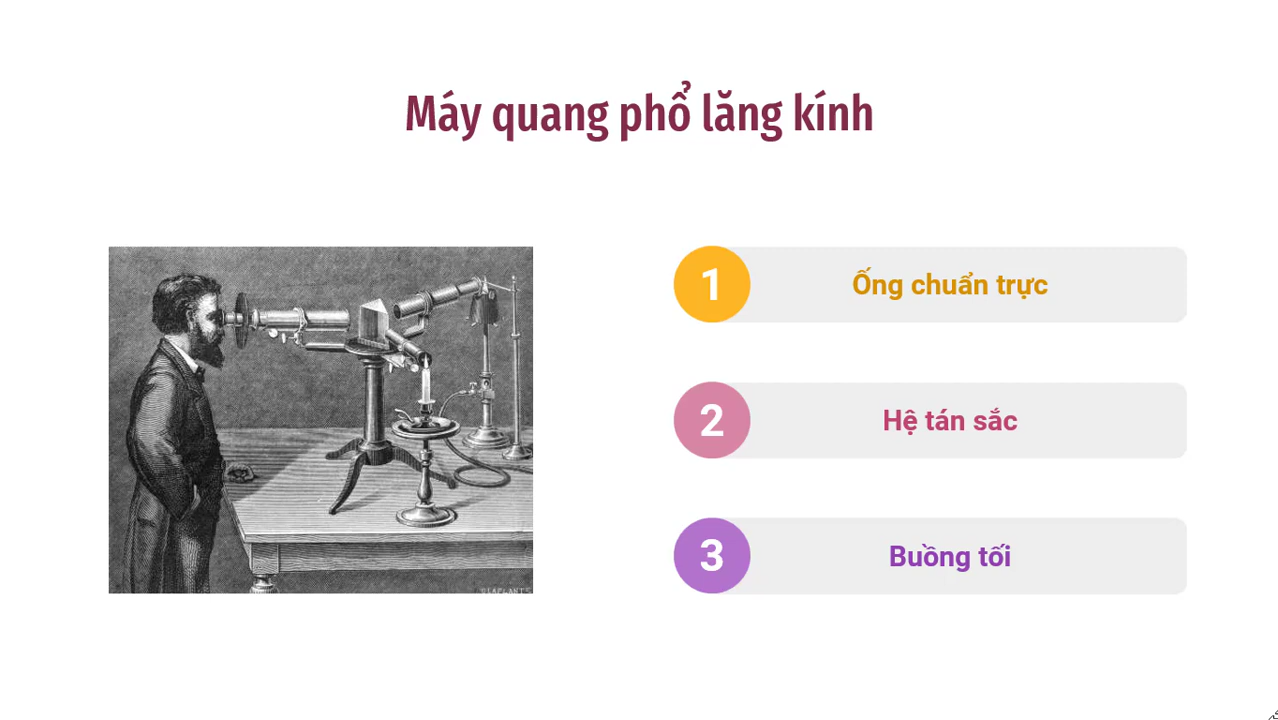 Máy quang phổ lăng kính
1
Ống chuẩn trực
2
Hệ tán sắc
3
Buồng tối